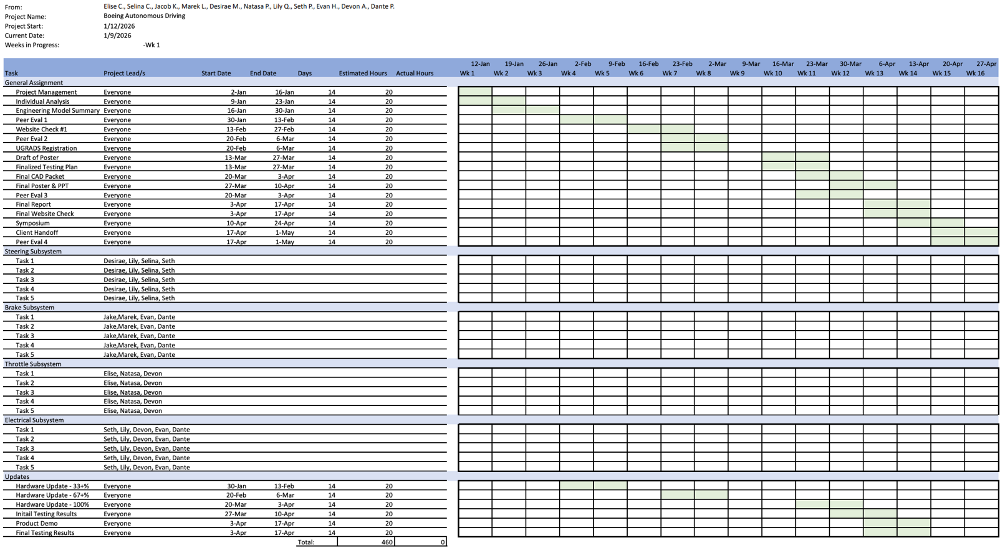 From: Elise C., Selina C., Jacob K., Marek L., Desirae M., Natasa P., Lily Q., Seth P., Evan H., Devon A., Dante P.
Project Name: Boeing Autonomous Driving
Project Start: 1/12/2026
Current Date: 1/9/2026
Weeks in Progress: -Wk 1
12-Jan 19-Jan 26-Jan 2-Feb 9-Feb 16-Feb 23-Feb 2-Mar 9-Mar 16-Mar 23-Mar 30-Mar 6-Apr 13-Apr 20-Apr 27-Apr
Task Project Lead/s Start Date End Date Days Estimated Hours Actual Hours Wk 1 Wk 2 Wk 3 Wk 4 Wk 5 Wk 6 Wk 7 Wk 8 Wk 9 Wk 10 Wk 11 Wk 12 Wk 13 Wk 14 Wk 15 Wk 16
General Assignment
Project Management Everyone 2-Jan 16-Jan 14 20
Individual Analysis Everyone 9-Jan 23-Jan 14 20
Engineering Model Summary Everyone 16-Jan 30-Jan 14 20
Peer Eval 1 Everyone 30-Jan 13-Feb 14 20
Website Check #1 Everyone 13-Feb 27-Feb 14 20
Peer Eval 2 Everyone 20-Feb 6-Mar 14 20
UGRADS Registration Everyone 20-Feb 6-Mar 14 20
Draft of Poster Everyone 13-Mar 27-Mar 14 20
Finalized Testing Plan Everyone 13-Mar 27-Mar 14 20
Final CAD Packet Everyone 20-Mar 3-Apr 14 20
Final Poster & PPT Everyone 27-Mar 10-Apr 14 20
Peer Eval 3 Everyone 20-Mar 3-Apr 14 20
Final Report Everyone 3-Apr 17-Apr 14 20
Final Website Check Everyone 3-Apr 17-Apr 14 20
Symposium Everyone 10-Apr 24-Apr 14 20
Client Handoff Everyone 17-Apr 1-May 14 20
Peer Eval 4 Everyone 17-Apr 1-May 14 20
Steering Subsystem
Task 1 Desirae, Lily, Selina, Seth
Task 2 Desirae, Lily, Selina, Seth
Task 3 Desirae, Lily, Selina, Seth
Task 4 Desirae, Lily, Selina, Seth
Task 5 Desirae, Lily, Selina, Seth
Brake Subsystem
Task 1 Jake,Marek, Evan, Dante
Task 2 Jake,Marek, Evan, Dante
Task 3 Jake,Marek, Evan, Dante
Task 4 Jake,Marek, Evan, Dante
Task 5 Jake,Marek, Evan, Dante
Throttle Subsystem
Task 1 Elise, Natasa, Devon
Task 2 Elise, Natasa, Devon
Task 3 Elise, Natasa, Devon
Task 4 Elise, Natasa, Devon
Task 5 Elise, Natasa, Devon
Electrical Subsystem
Task 1 Seth, Lily, Devon, Evan, Dante
Task 2 Seth, Lily, Devon, Evan, Dante
Task 3 Seth, Lily, Devon, Evan, Dante
Task 4 Seth, Lily, Devon, Evan, Dante
Task 5 Seth, Lily, Devon, Evan, Dante
Updates
Hardware Update - 33+% Everyone 30-Jan 13-Feb 14 20
Hardware Update - 67+% Everyone 20-Feb 6-Mar 14 20
Hardware Update - 100% Everyone 20-Mar 3-Apr 14 20
Initail Testing Results Everyone 27-Mar 10-Apr 14 20
Product Demo Everyone 3-Apr 17-Apr 14 20
Final Testing Results Everyone 3-Apr 17-Apr 14 20
Total: 460 0